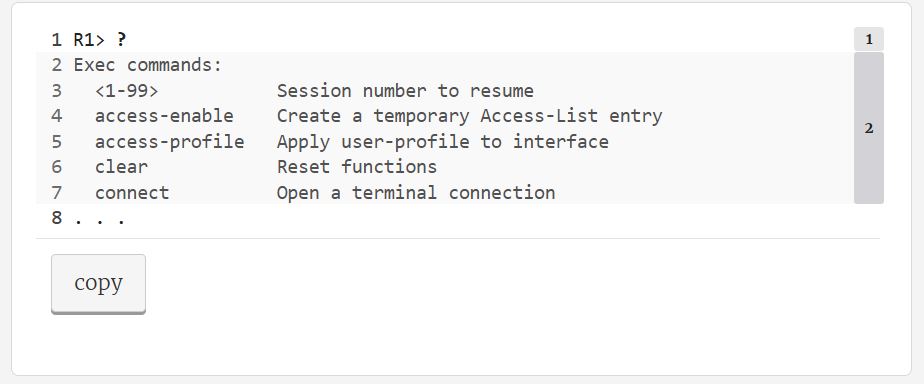 1 R1> ? 1
2 Exec commands:
3 <1-99> Session number to resume
4 access-enable Create a temporary Access-List entry
5 access-profile Apply user-profile to interface 2
6 clear Reset functions
7 connect Open a terminal connection
8 . . .
copy